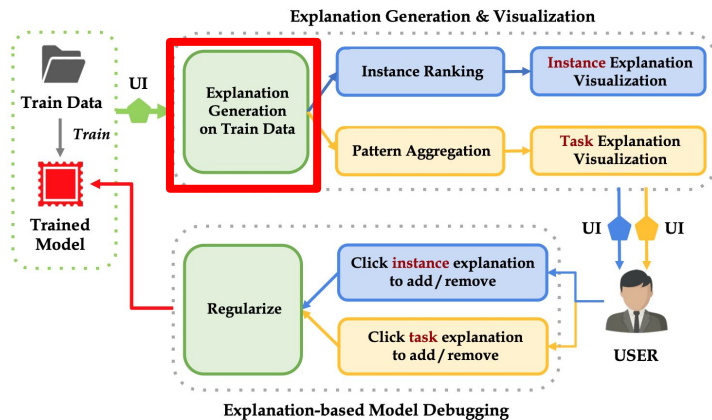 Explanation Generation & Visualization
Train Data
Train
Trained
Model
UI
Explanation
Generation
on Train Data
Instance Ranking
Instance Explanation
Visualization
Pattern Aggregation
Task Explanation
Visualization
UI
UI
USER
Click instance explanation
to add / remove
Click task explanation
to add / remove
Regularize
Explanation-based Model Debugging